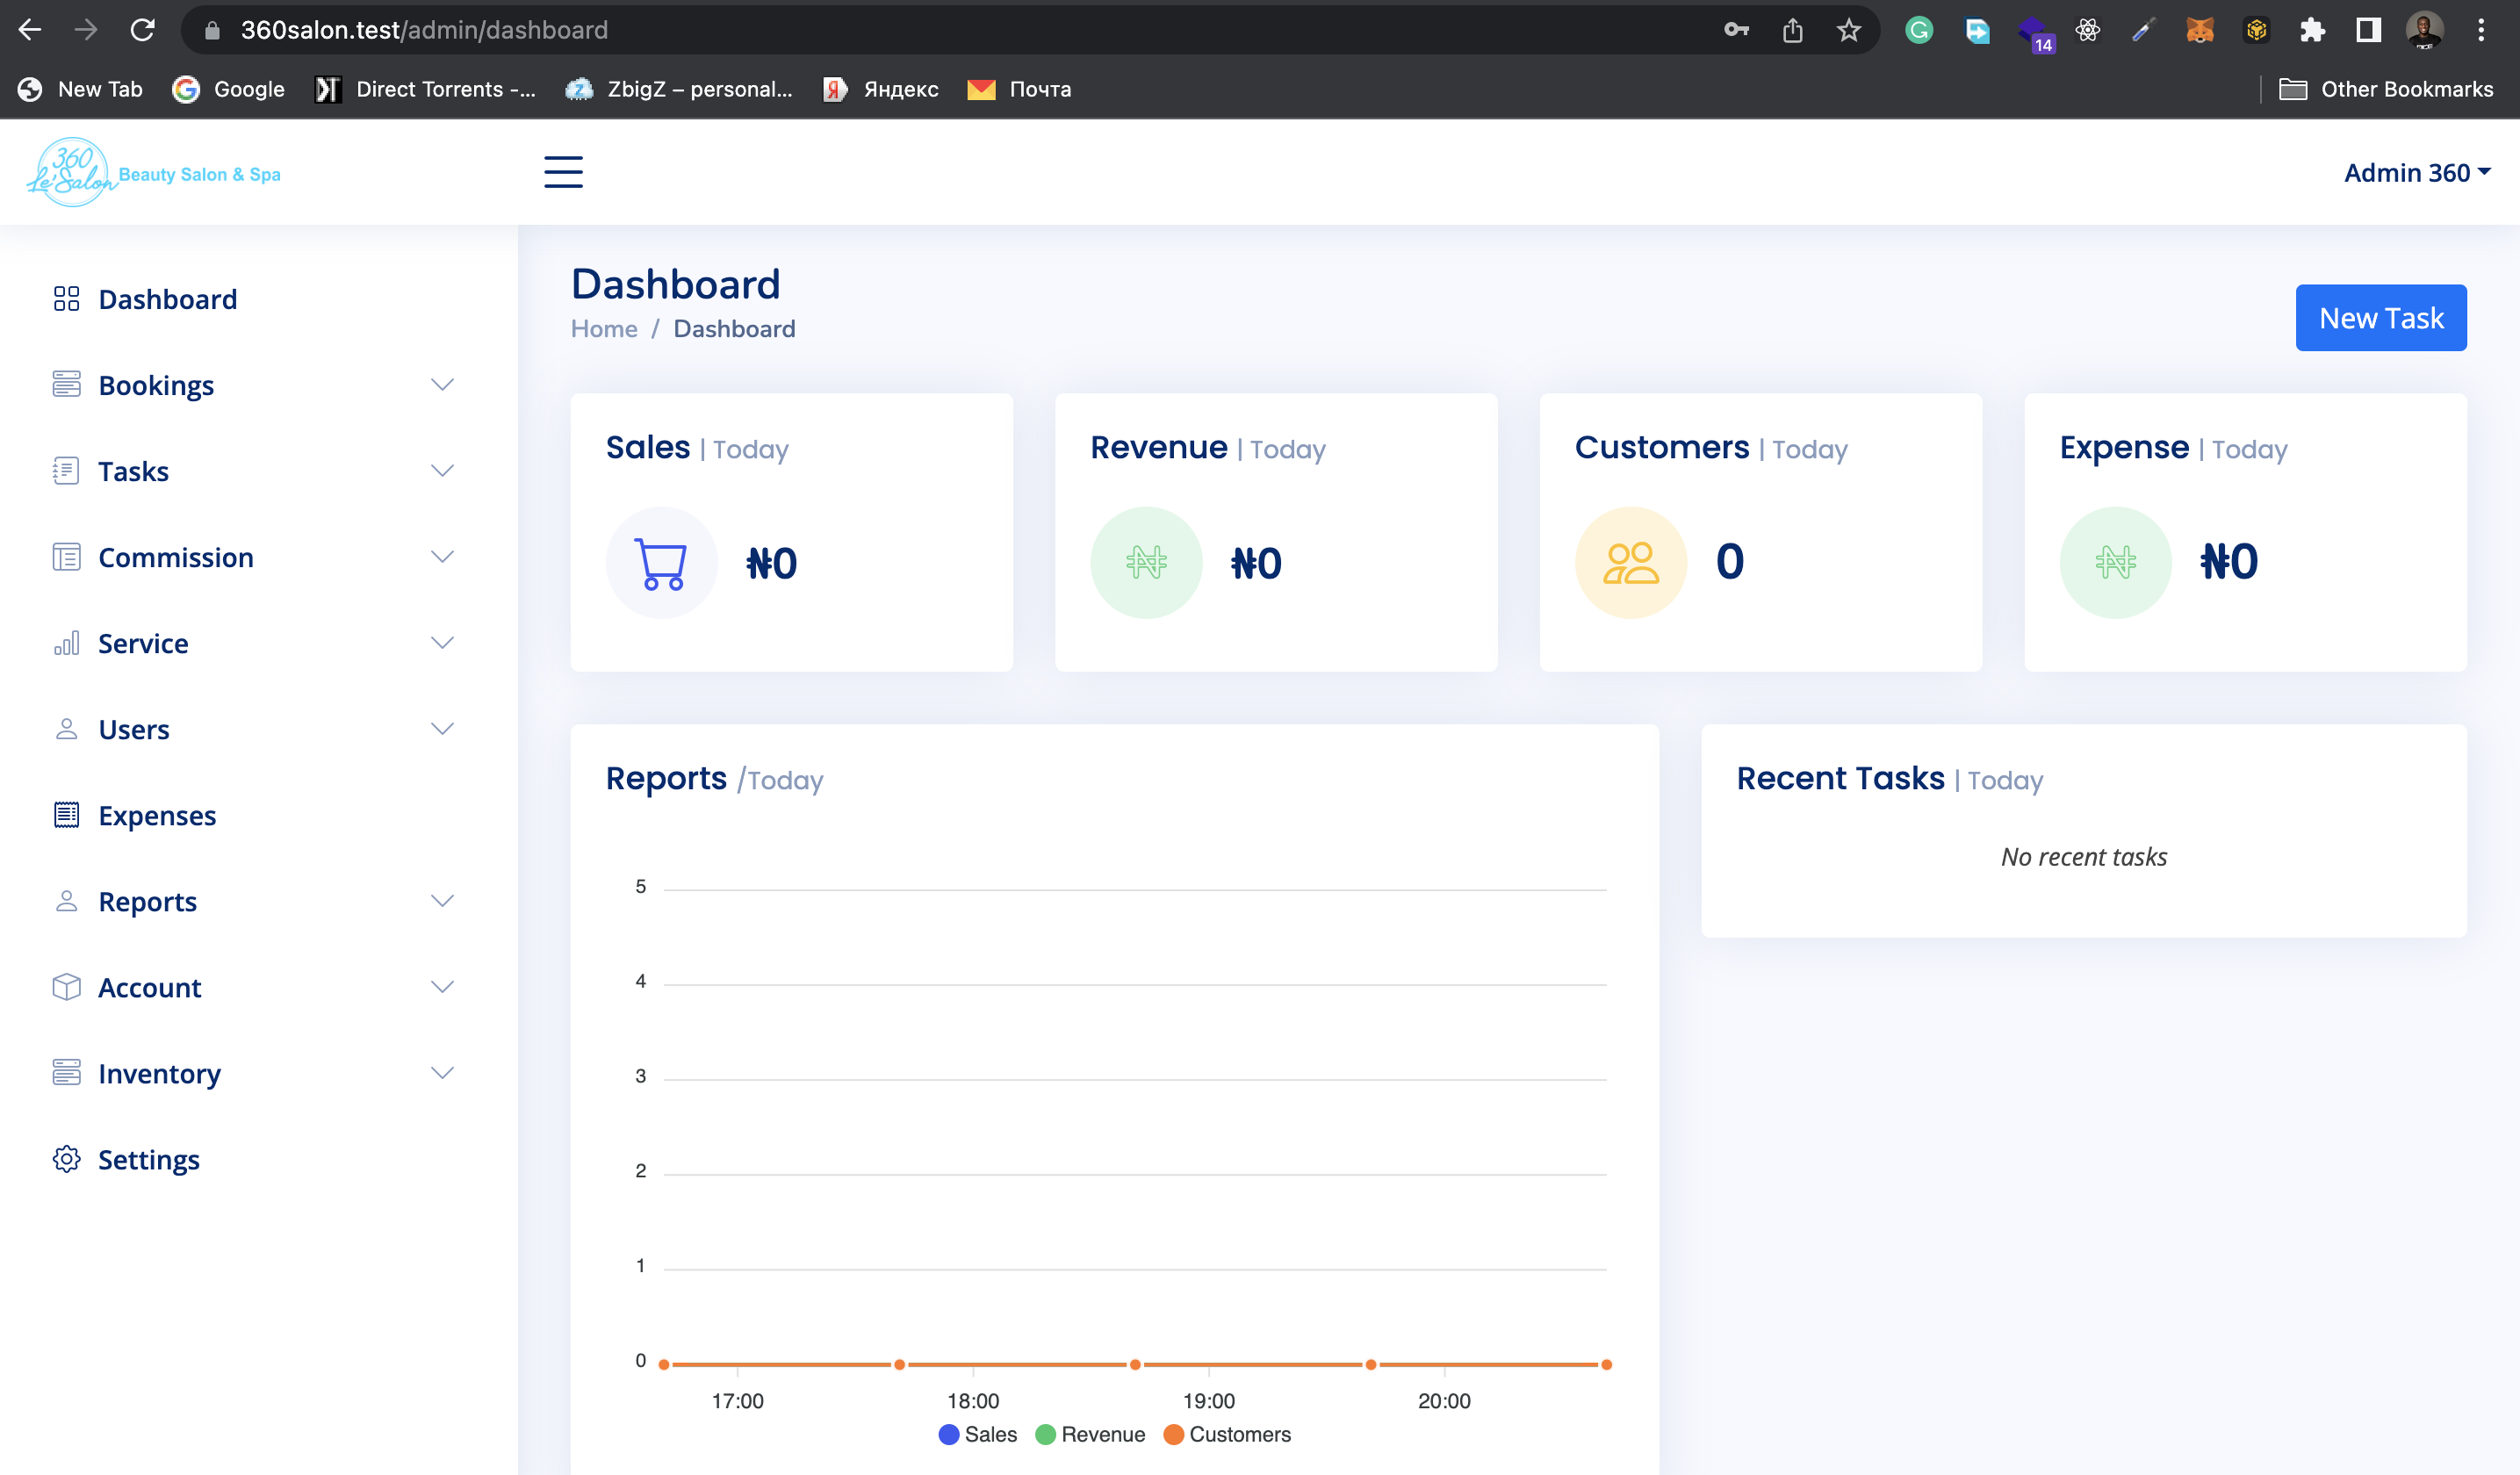 360salon.test/admin/dashboard
14
New Tab
Google
Direct Torrents -...
ZbigZ – personal...
Яндекс
Почта
Other Bookmarks
360
Le'Salon
Beauty Salon & Spa
Admin 360
Dashboard
Bookings
Tasks
Commission
Service
Users
Expenses
Reports
Account
Inventory
Settings
Dashboard
Home / Dashboard
New Task
Sales | Today
₦0
Revenue | Today
₦0
Customers | Today
0
Expense | Today
₦0
Reports /Today
5
4
3
2
1
0
17:00 18:00 19:00 20:00
Sales Revenue Customers
Recent Tasks | Today
No recent tasks